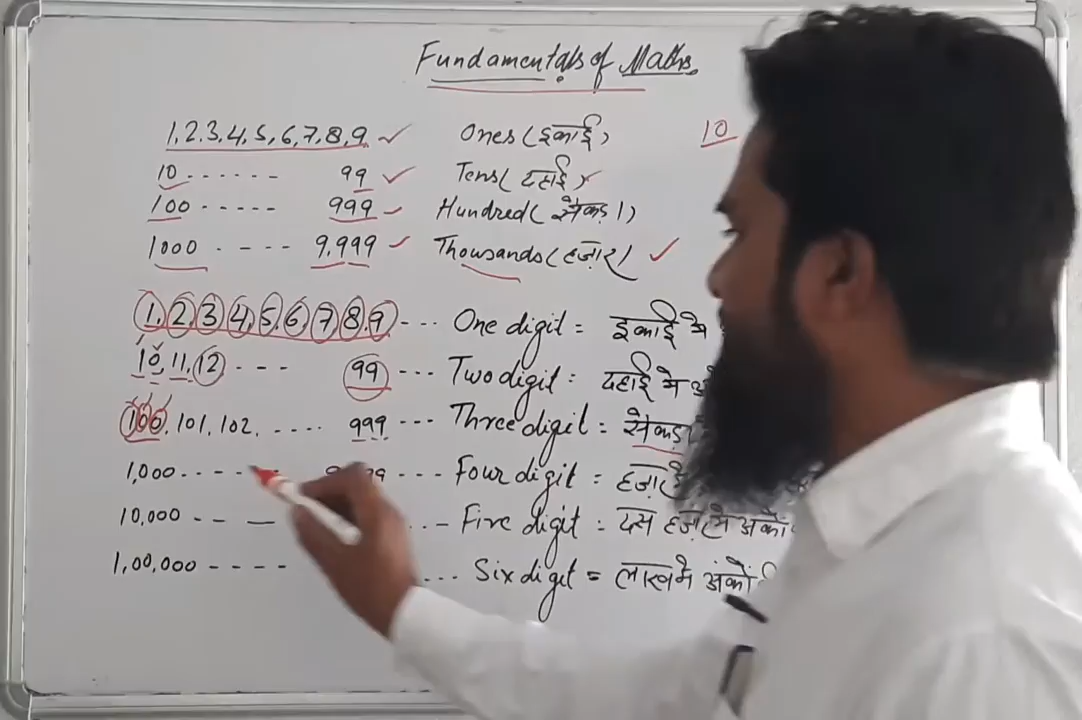 Fundamentals of Maths
1,2,3,4,5,6,7,8,9 ✓ Ones (इकाई) 10
10 ...... 99 ✓ Tens (दहाई) ✓
100 ..... 999 ✓ Hundred (सैकड़ा)
1000 .--- 9,999 ✓ Thousands (हज़ार) ✓
1,2,3,4,5,6,7,8,9 --- One digit = इकाई मे
10,11,12 --- 99 --- Two digit = दहाई मे
100,101,102, ..... 999 --- Three digit = सैकड़ा
1,000 ---- --- Four digit = हज़ार
10,000 -- — -- Five digit = दस हज़ार मे अंकों
1,00,000 ---- ... Six digit = लाख मे अंकों